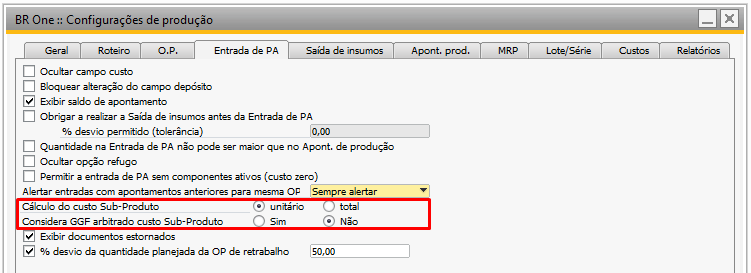 BR One :: Configurações de produção
Geral Roteiro O.P. Entrada de PA Saída de insumos Apont. prod. MRP Lote/Série Custos Relatórios
Ocultar campo custo
Bloquear alteração do campo depósito
Exibir saldo de apontamento
Obrigar a realizar a Saída de insumos antes da Entrada de PA
% desvio permitido (tolerância) 0,00
Quantidade na Entrada de PA não pode ser maior que no Apont. de produção
Ocultar opção refugo
Permitir a entrada de PA sem componentes ativos (custo zero)
Alertar entradas com apontamentos anteriores para mesma OP Sempre alertar
Cálculo do custo Sub-Produto unitário total
Considera GGF arbitrado custo Sub-Produto Sim Não
Exibir documentos estornados
% desvio da quantidade planejada da OP de retrabalho 50,00